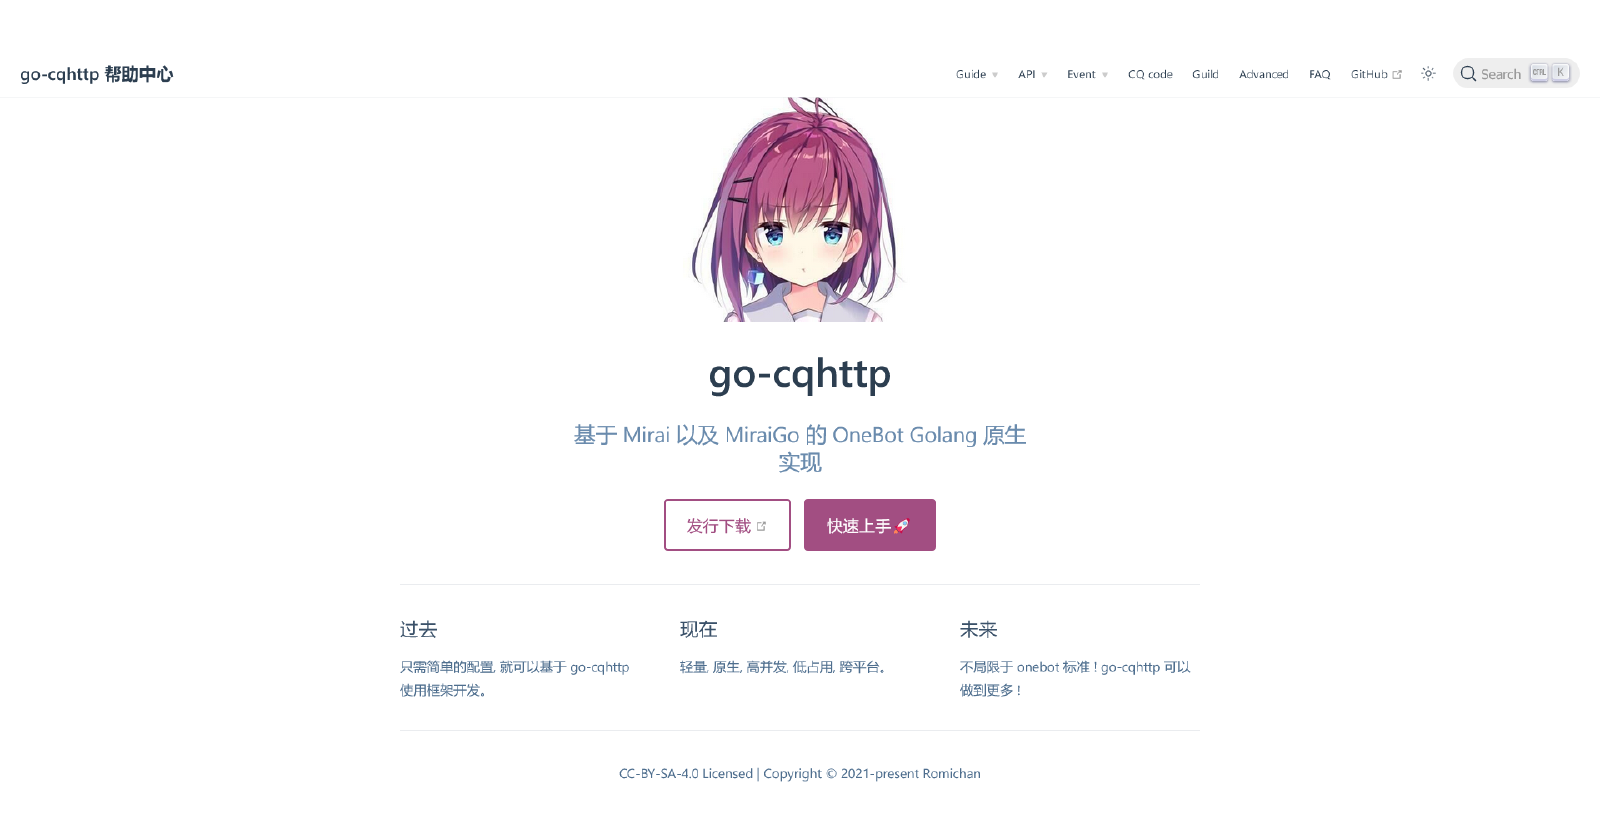 go-cqhttp 帮助中心
Guide API Event CQ code Guild Advanced FAQ GitHub Search CTRL K
go-cqhttp
基于 Mirai 以及 MiraiGo 的 OneBot Golang 原生
实现
发行下载 快速上手🚀
过去
只需简单的配置, 就可以基于 go-cqhttp
使用框架开发。
现在
轻量, 原生, 高并发, 低占用, 跨平台。
未来
不局限于 onebot 标准！go-cqhttp 可以
做到更多！
CC-BY-SA-4.0 Licensed | Copyright © 2021-present Romichan